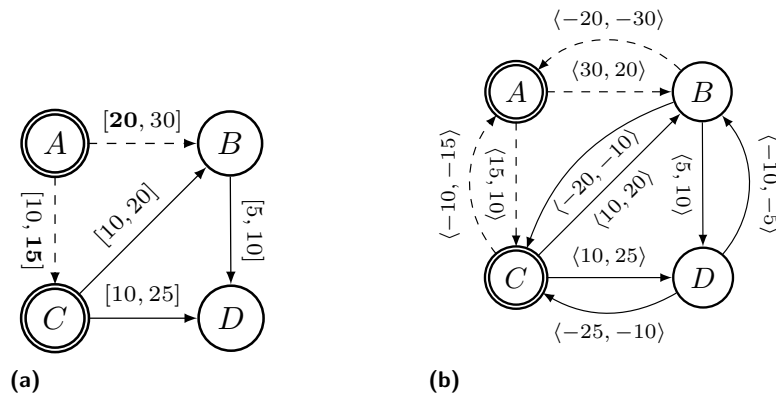 A
[20, 30]
B
[10, 15]
[10, 20]
[5, 10]
C
[10, 25]
D
(a)
⟨−20, −30⟩
A
⟨30, 20⟩
B
⟨−10, −15⟩
⟨15, 10⟩
⟨−20, −10⟩
⟨10, 20⟩
⟨5, 10⟩
⟨−10, −5⟩
C
⟨10, 25⟩
D
⟨−25, −10⟩
(b)